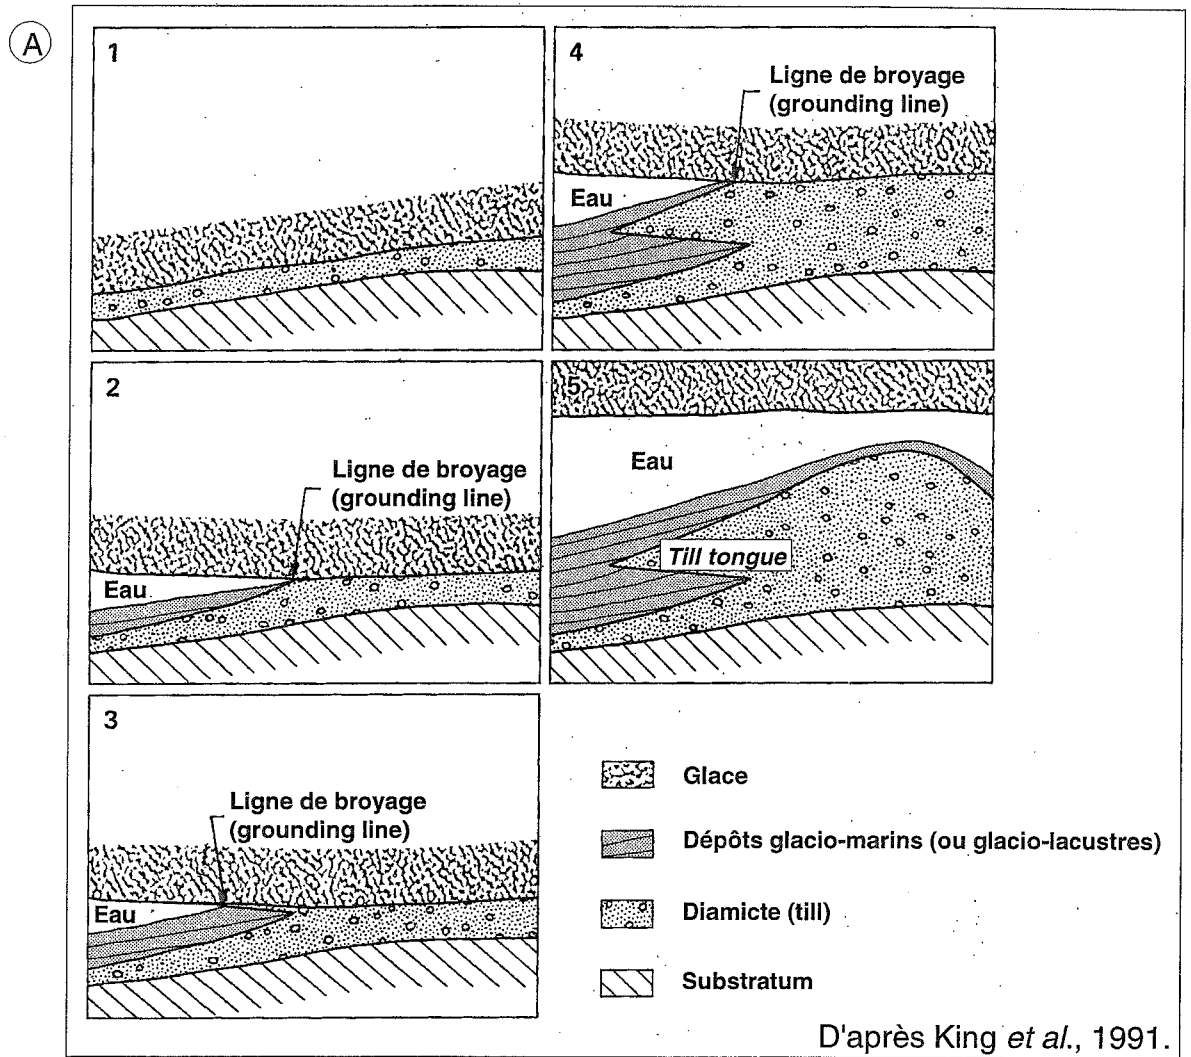 A
1
2
Ligne de broyage
(grounding line)
Eau
3
Ligne de broyage
(grounding line)
Eau
4
Ligne de broyage
(grounding line)
Eau
5
Eau
Till tongue
Glace
Dépôts glacio-marins (ou glacio-lacustres)
Diamicte (till)
Substratum
D'après King et al., 1991.